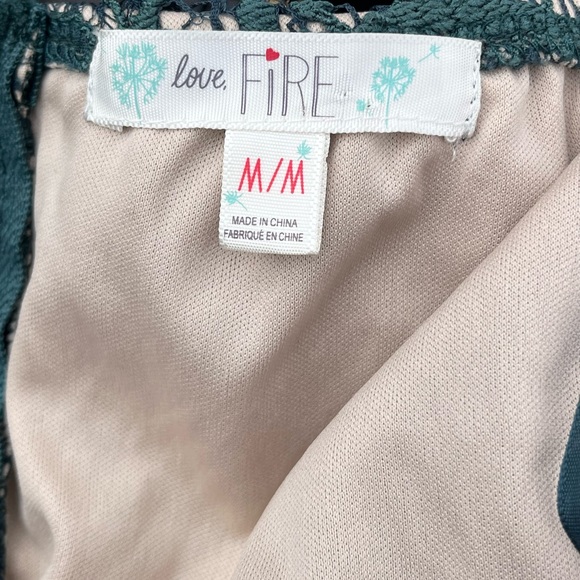 love, FiRE
M/M
MADE IN CHINA
FABRIQUÉ EN CHINE